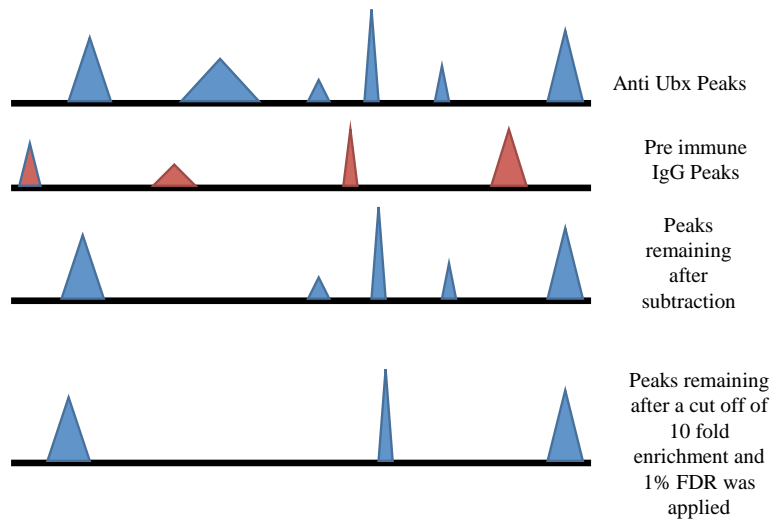 Anti Ubx Peaks
Pre immune
IgG Peaks
Peaks
remaining
after
subtraction
Peaks remaining
after a cut off of
10 fold
enrichment and
1% FDR was
applied